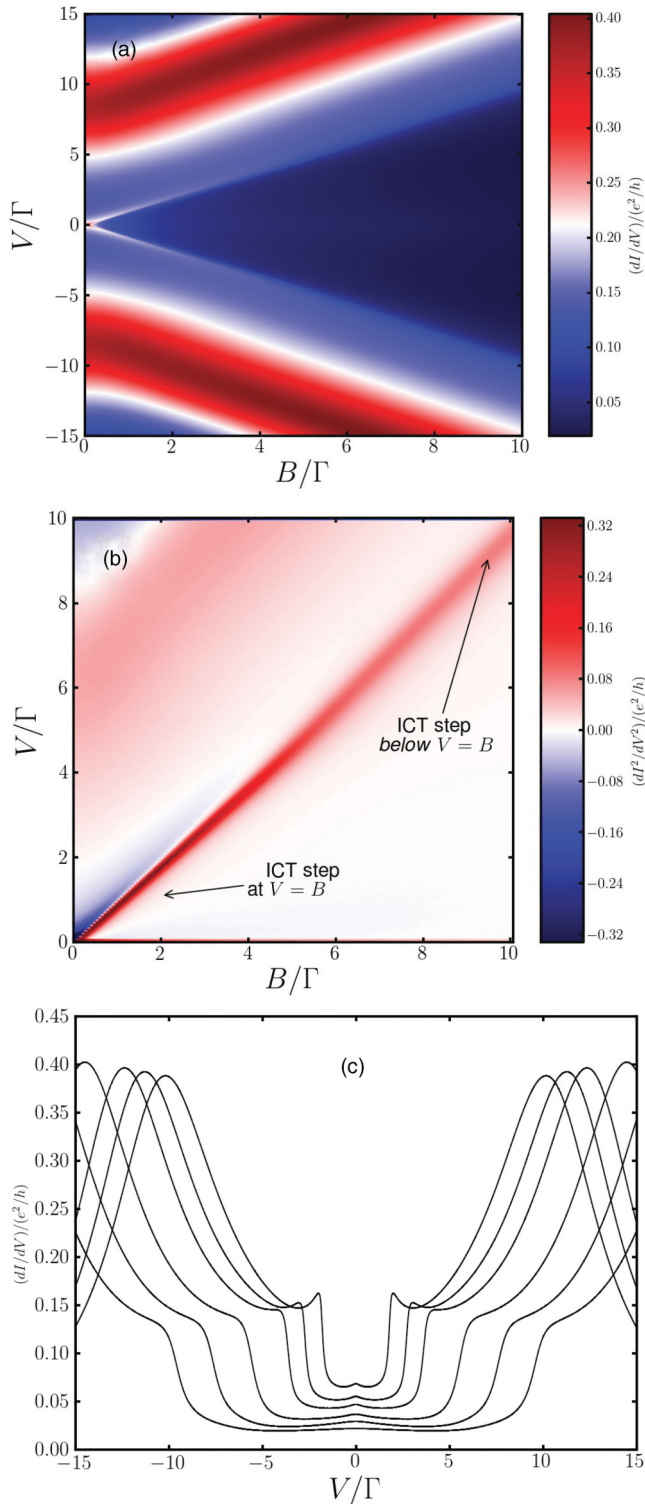 (a)
15
10
5
0
−5
−10
−15
V/Γ
0 2 4 6 8 10
B/Γ
0.40
0.35
0.30
0.25
0.20
0.15
0.10
0.05
(dI/dV)/(e²/h)
(b)
10
8
6
4
2
0
V/Γ
ICT step
below V = B
ICT step
at V = B
0 2 4 6 8 10
B/Γ
0.32
0.24
0.16
0.08
0.00
−0.08
−0.16
−0.24
−0.32
(dI²/dV²)/(e²/h)
(c)
0.45
0.40
0.35
0.30
0.25
0.20
0.15
0.10
0.05
0.00
(dI/dV)/(e²/h)
−15 −10 −5 0 5 10 15
V/Γ